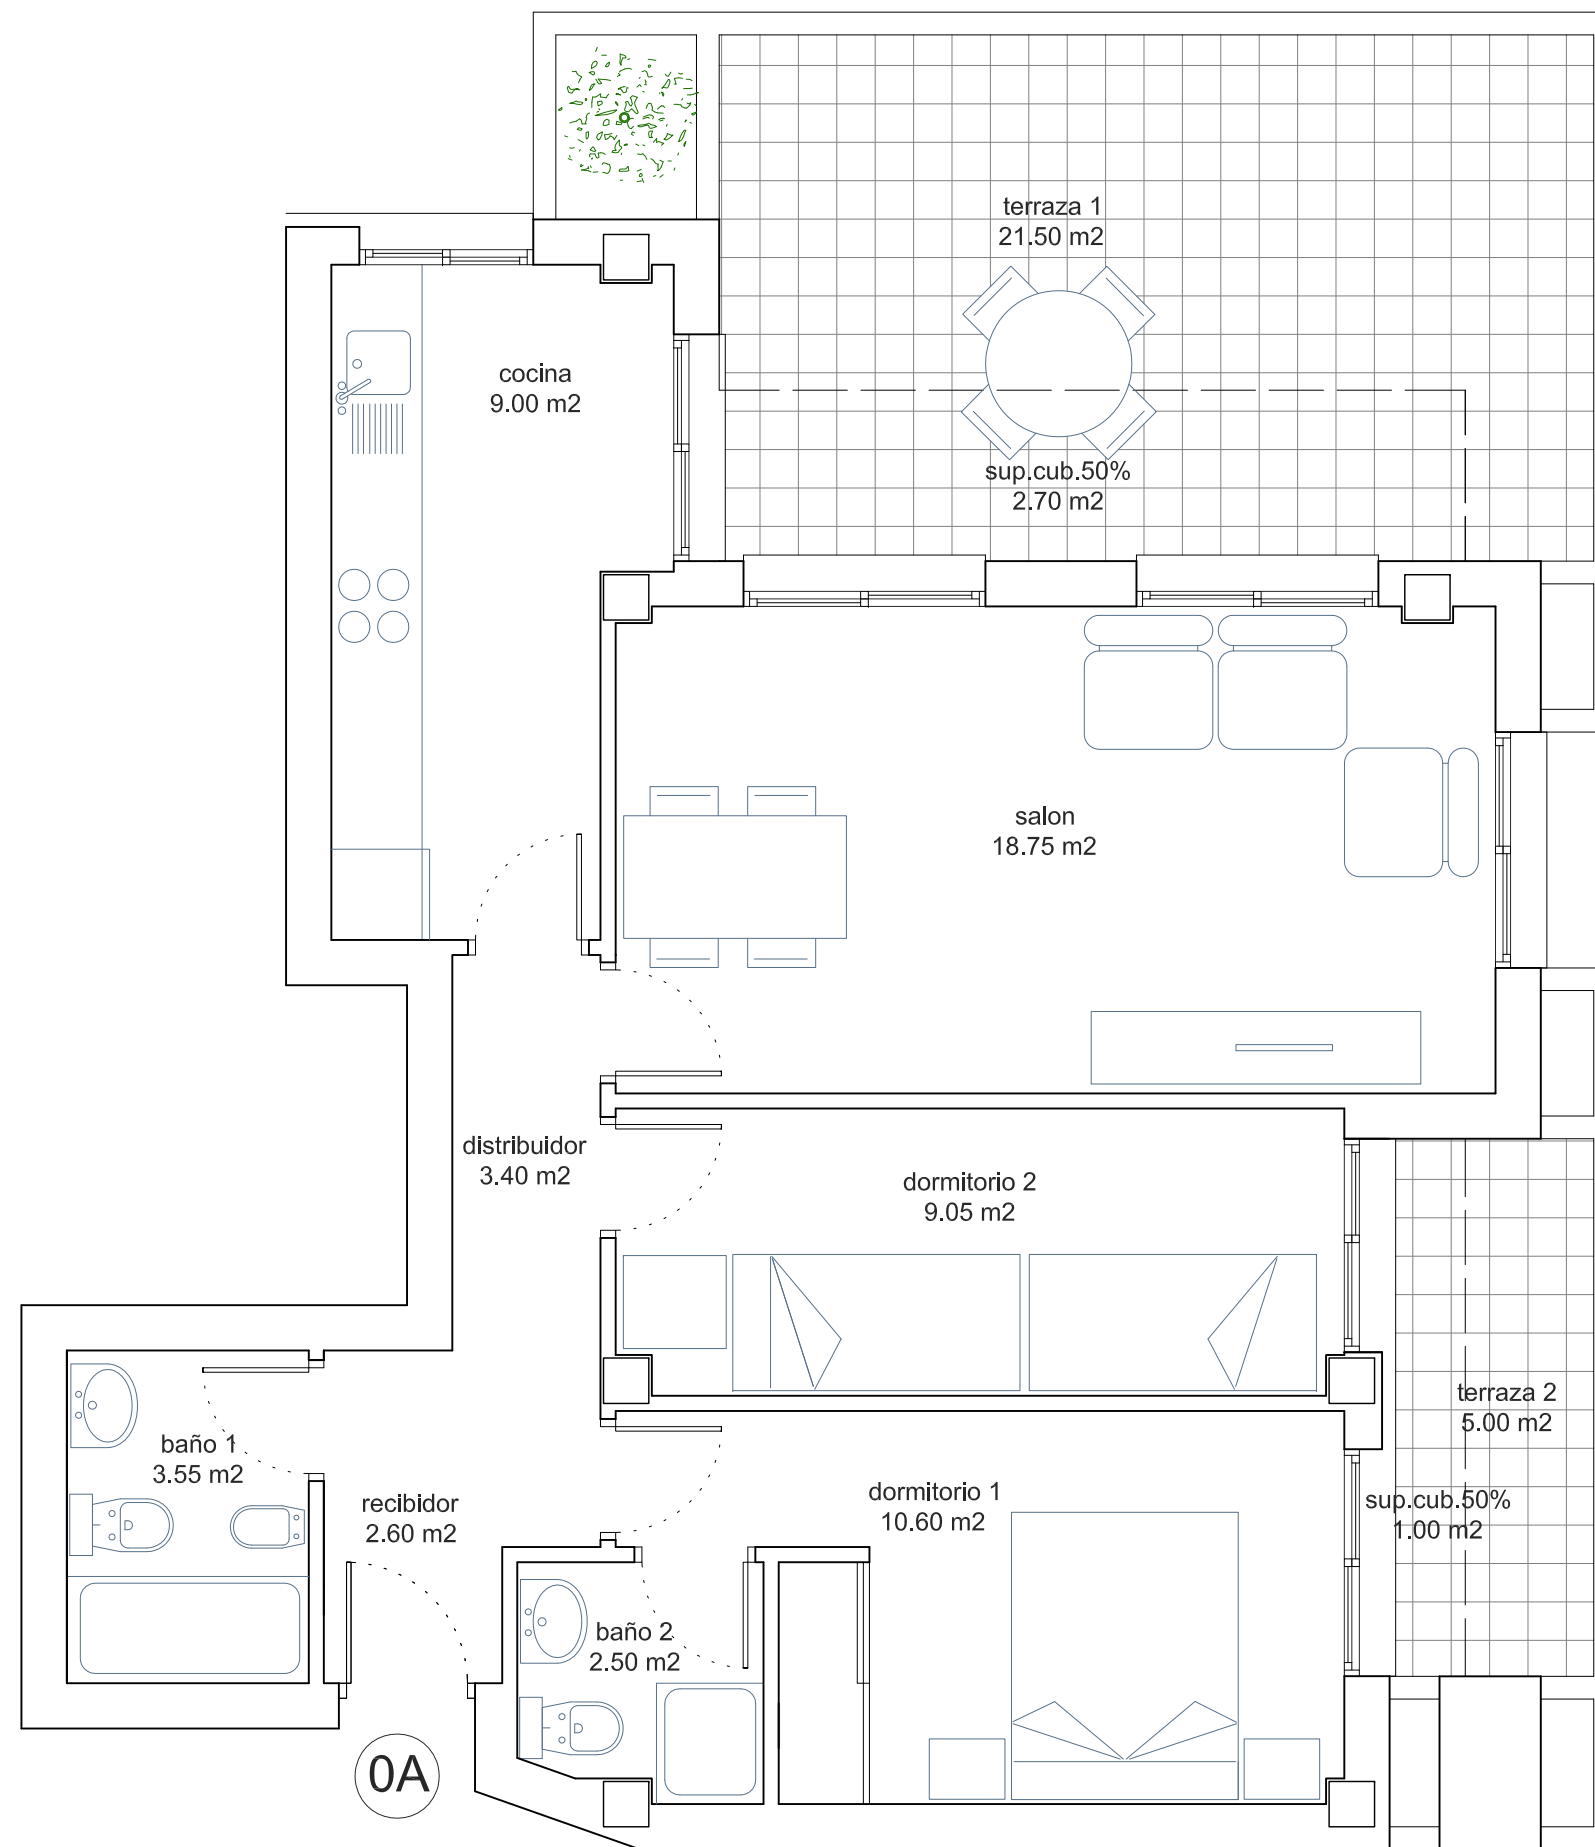 terraza 1
21.50 m2
cocina
9.00 m2
sup.cub.50%
2.70 m2
salon
18.75 m2
distribuidor
3.40 m2
dormitorio 2
9.05 m2
terraza 2
5.00 m2
baño 1
3.55 m2
recibidor
2.60 m2
dormitorio 1
10.60 m2
sup.cub.50%
1.00 m2
baño 2
2.50 m2
0A